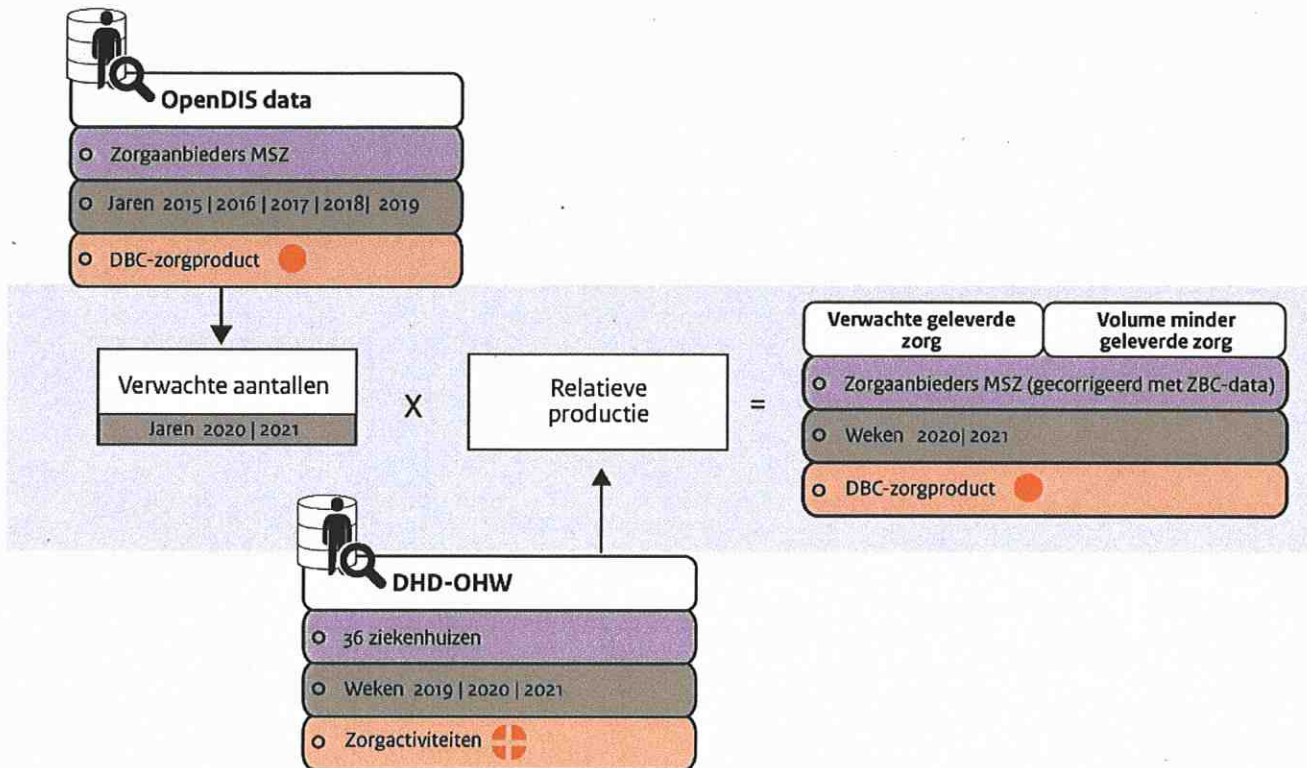 OpenDIS data
Zorgaanbieders MSZ
Jaren 2015 | 2016 | 2017 | 2018| 2019
DBC-zorgproduct
Verwachte aantallen
Jaren 2020 | 2021
X
Relatieve
productie
=
Verwachte geleverde
zorg
Volume minder
geleverde zorg
Zorgaanbieders MSZ (gecorrigeerd met ZBC-data)
Weken 2020| 2021
DBC-zorgproduct
DHD-OHW
36 ziekenhuizen
Weken 2019 | 2020 | 2021
Zorgactiviteiten